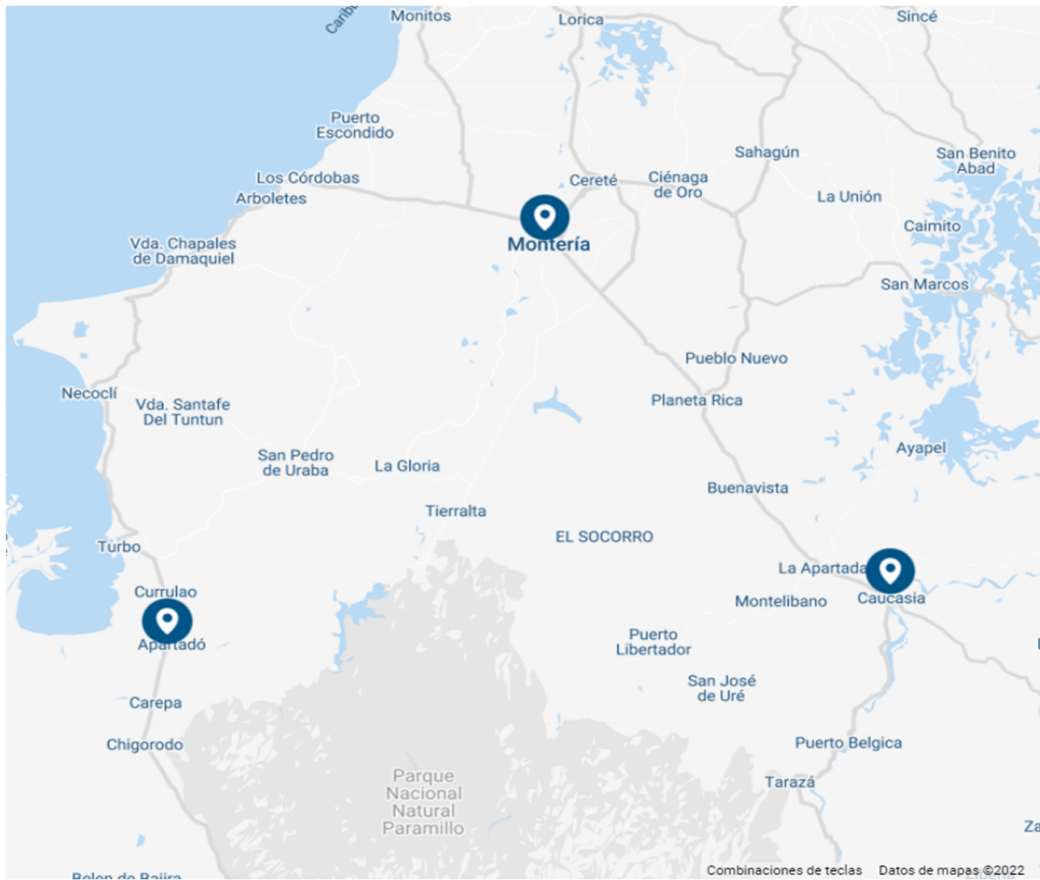 Monitos
Lorica
Sincé
Puerto
Escondido
Sahagún
San Benito
Abad
Los Córdobas
Cereté
Ciénaga
de Oro
Arboletes
La Unión
Caimito
Montería
Vda. Chapales
de Damaquiel
San Marcos
Pueblo Nuevo
Necoclí
Planeta Rica
Vda. Santafe
Del Tuntun
Ayapel
San Pedro
de Uraba
La Gloria
Buenavista
Tierralta
EL SOCORRO
Turbo
La Apartada
Currulao
Montelibano
Caucasia
Puerto
Libertador
Apartadó
San José
de Uré
Carepa
Chigorodo
Puerto Belgica
Parque
Nacional
Natural
Paramillo
Tarazá
Combinaciones de teclas
Datos de mapas ©2022